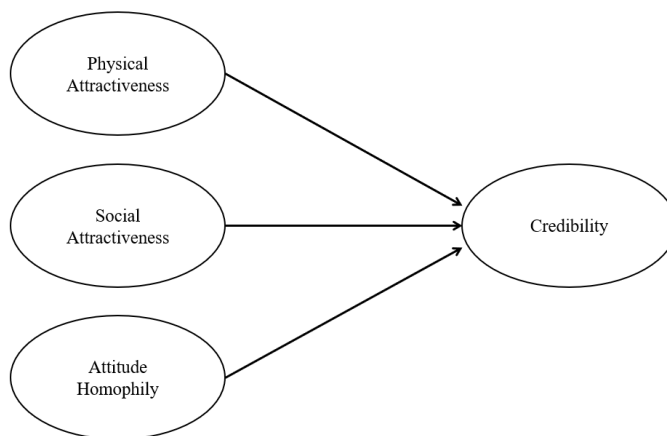 Physical
Attractiveness
Social
Attractiveness
Credibility
Attitude
Homophily